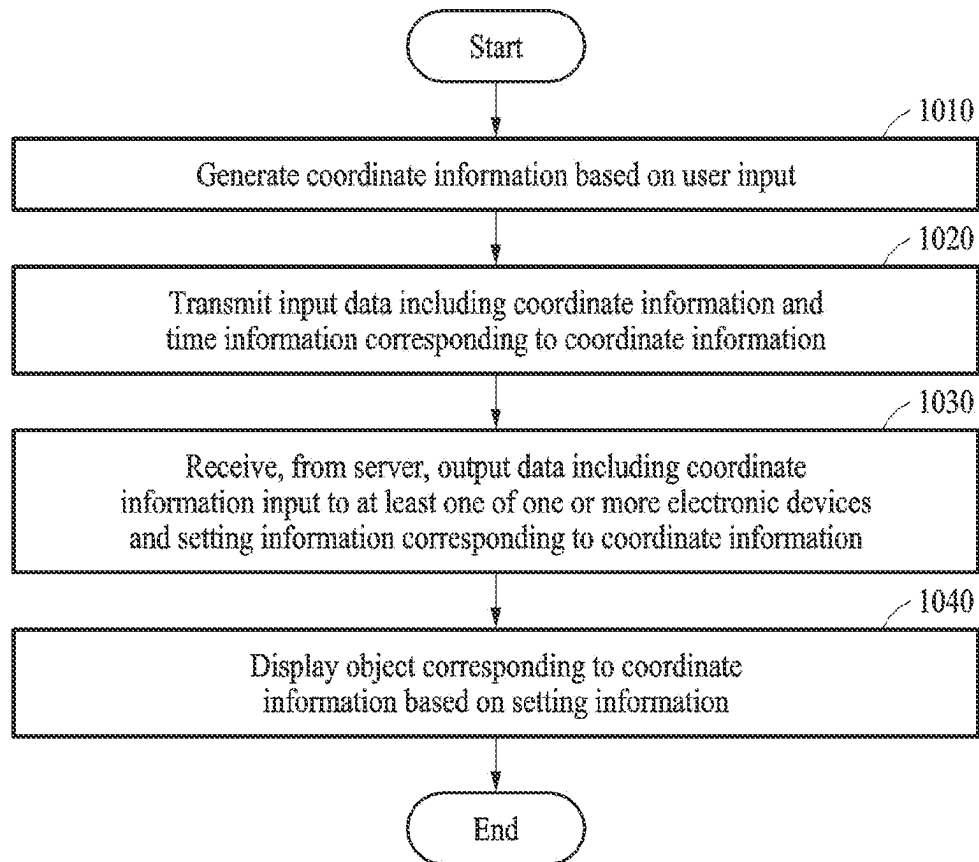 Start
1010
Generate coordinate information based on user input
1020
Transmit input data including coordinate information and
time information corresponding to coordinate information
1030
Receive, from server, output data including coordinate
information input to at least one of one or more electronic devices
and setting information corresponding to coordinate information
1040
Display object corresponding to coordinate
information based on setting information
End